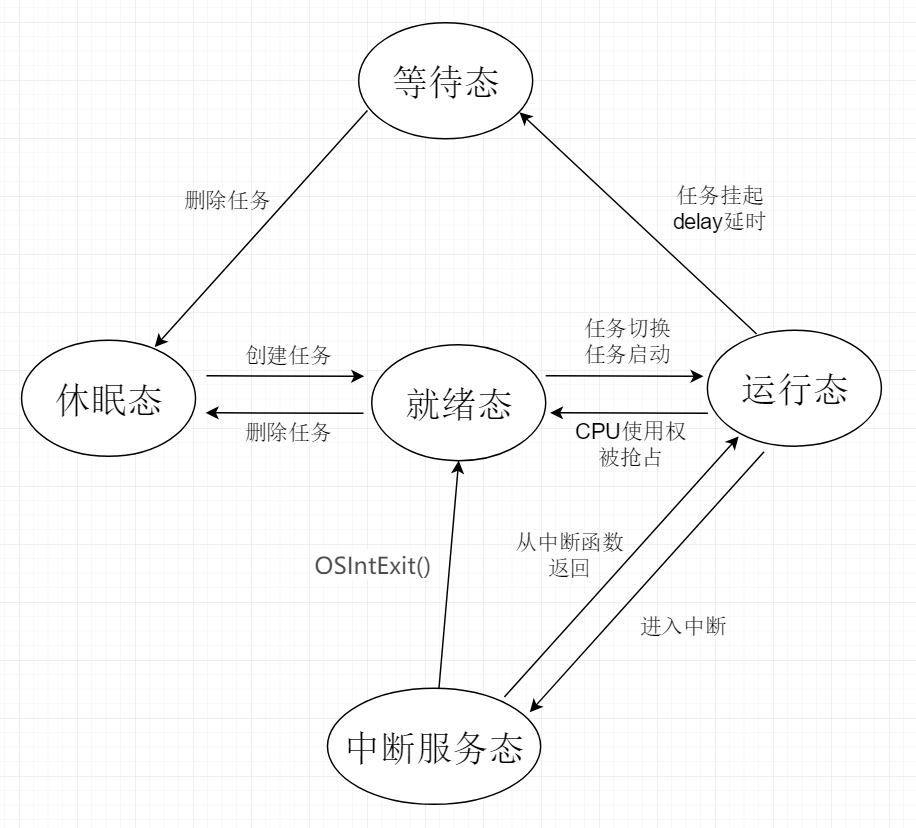 等待态
删除任务
任务挂起
delay延时
创建任务
任务切换
任务启动
休眠态
就绪态
运行态
删除任务
CPU使用权
被抢占
从中断函数
返回
OSIntExit()
进入中断
中断服务态